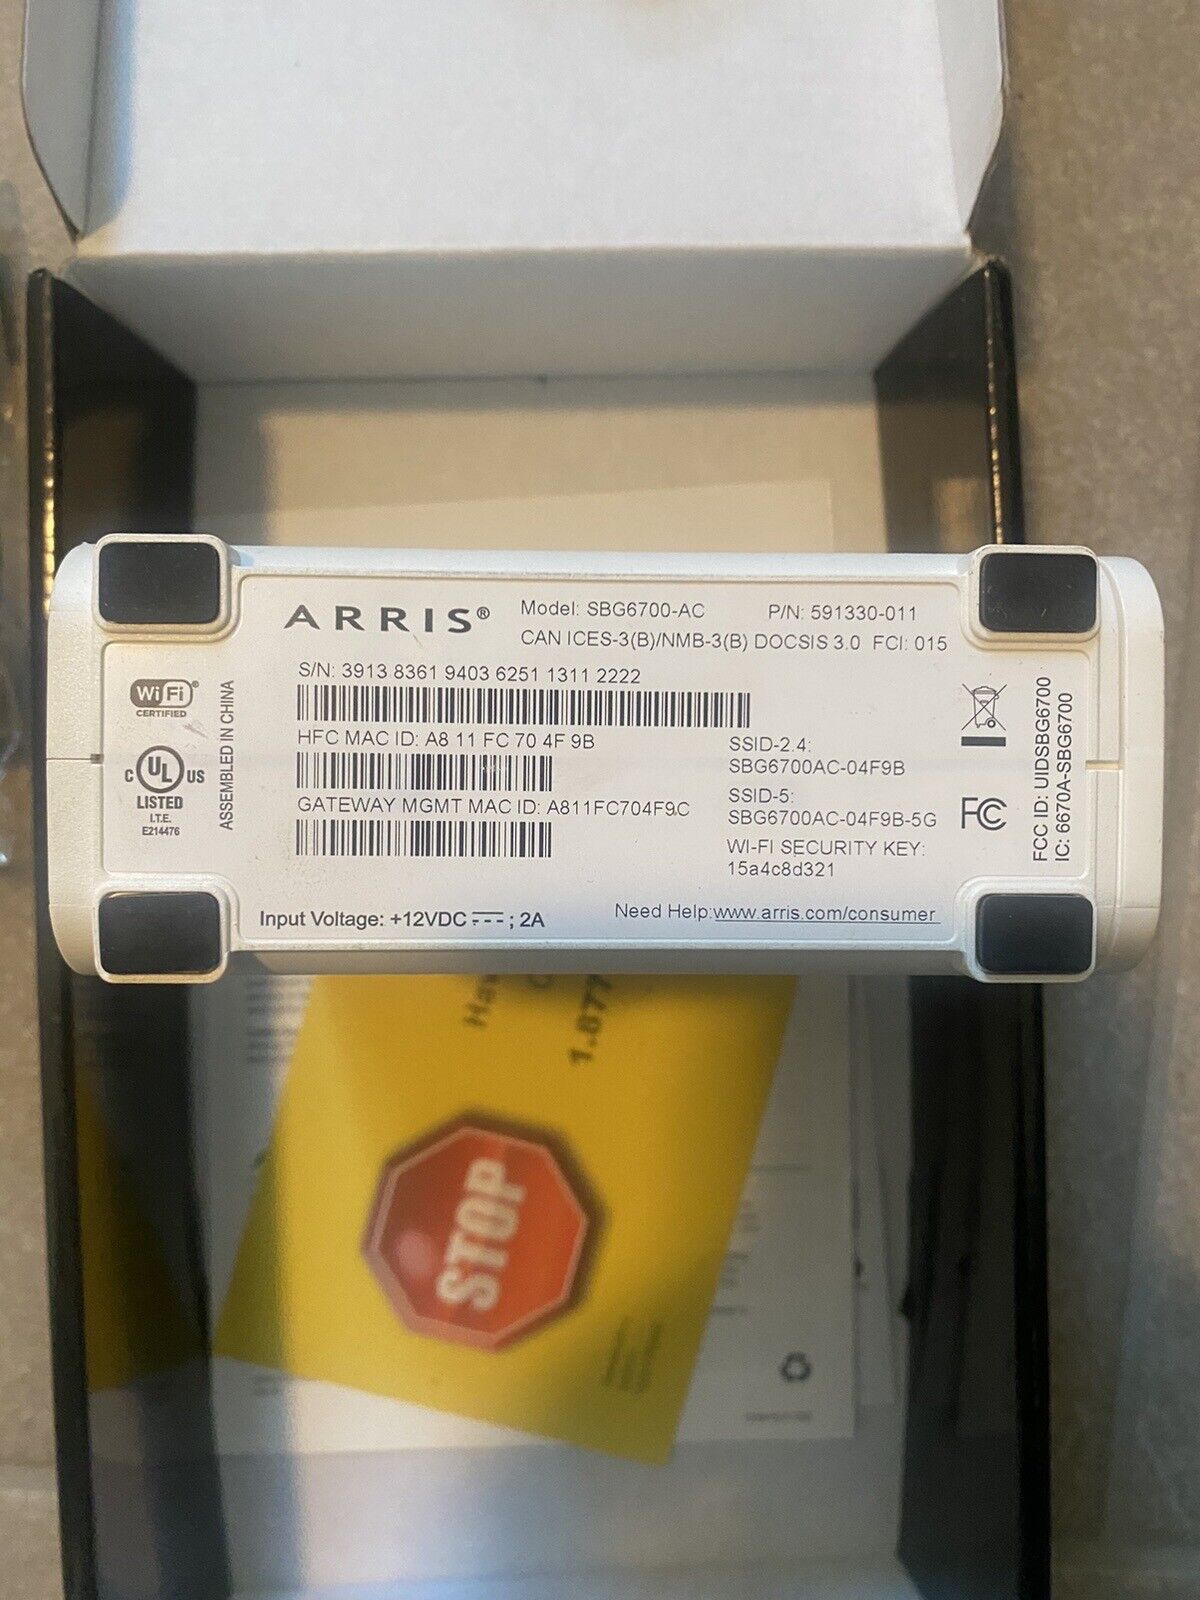 ARRIS®
Model: SBG6700-AC P/N: 591330-011
CAN ICES-3(B)/NMB-3(B) DOCSIS 3.0 FCI: 015
S/N: 3913 8361 9403 6251 1311 2222
HFC MAC ID: A8 11 FC 70 4F 9B
GATEWAY MGMT MAC ID: A811FC704F9C
SSID-2.4:
SBG6700AC-04F9B
SSID-5:
SBG6700AC-04F9B-5G
WI-FI SECURITY KEY:
15a4c8d321
Input Voltage: +12VDC ; 2A
Need Help:www.arris.com/consumer
Wi Fi®
CERTIFIED
C UL US
LISTED
I.T.E.
E214476
ASSEMBLED IN CHINA
FC
FCC ID: UIDSBG6700
IC: 6670A-SBG6700
1.877
STOP